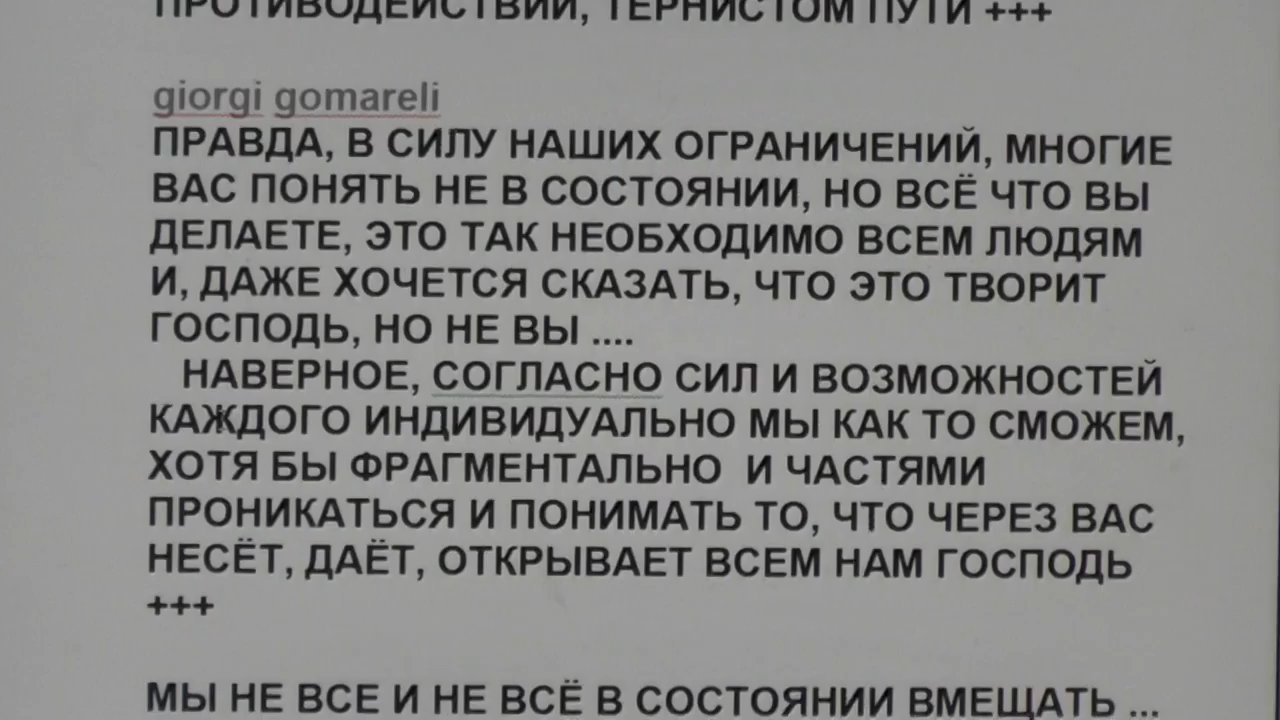 ПРОТИВОДЕЙСТВИИ, ТЕРНИСТОМ ПУТИ +++
giorgi gomareli
ПРАВДА, В СИЛУ НАШИХ ОГРАНИЧЕНИЙ, МНОГИЕ
ВАС ПОНЯТЬ НЕ В СОСТОЯНИИ, НО ВСЁ ЧТО ВЫ
ДЕЛАЕТЕ, ЭТО ТАК НЕОБХОДИМО ВСЕМ ЛЮДЯМ
И, ДАЖЕ ХОЧЕТСЯ СКАЗАТЬ, ЧТО ЭТО ТВОРИТ
ГОСПОДЬ, НО НЕ ВЫ ....
НАВЕРНОЕ, СОГЛАСНО СИЛ И ВОЗМОЖНОСТЕЙ
КАЖДОГО ИНДИВИДУАЛЬНО МЫ КАК ТО СМОЖЕМ,
ХОТЯ БЫ ФРАГМЕНТАЛЬНО И ЧАСТЯМИ
ПРОНИКАТЬСЯ И ПОНИМАТЬ ТО, ЧТО ЧЕРЕЗ ВАС
НЕСЁТ, ДАЁТ, ОТКРЫВАЕТ ВСЕМ НАМ ГОСПОДЬ
+++
МЫ НЕ ВСЕ И НЕ ВСЁ В СОСТОЯНИИ ВМЕЩАТЬ ...